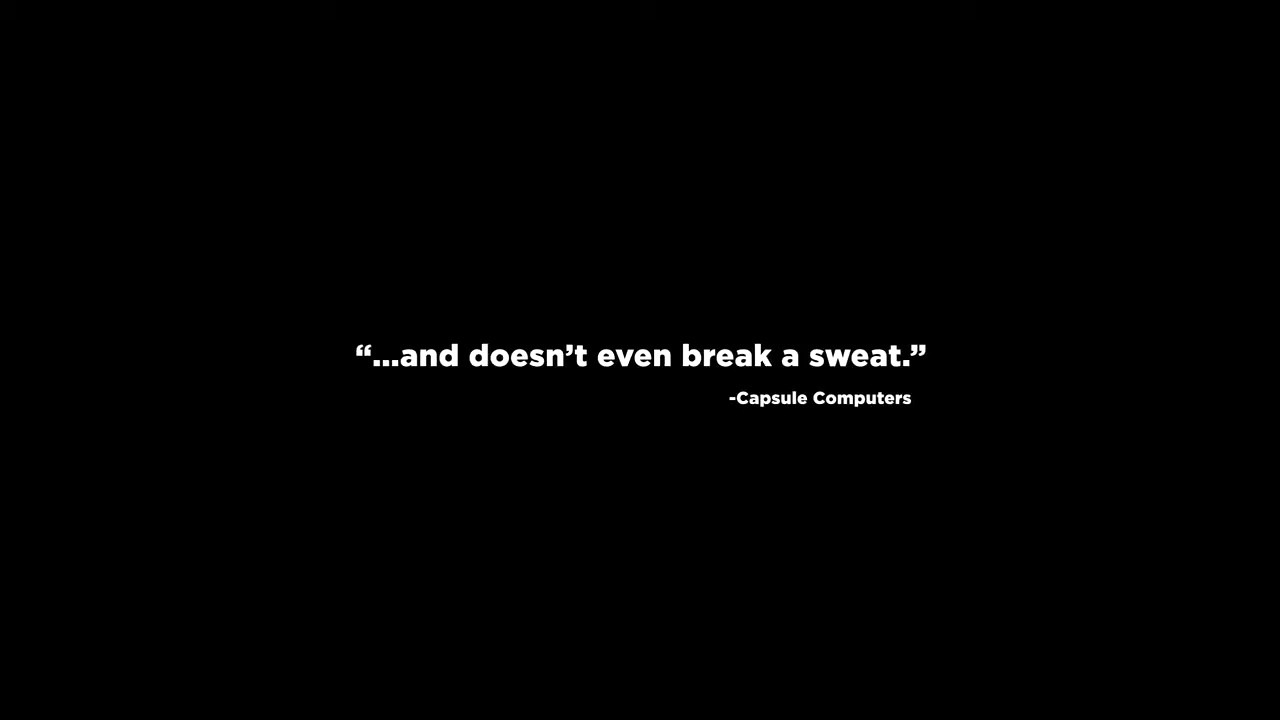 “...and doesn’t even break a sweat.”
-Capsule Computers